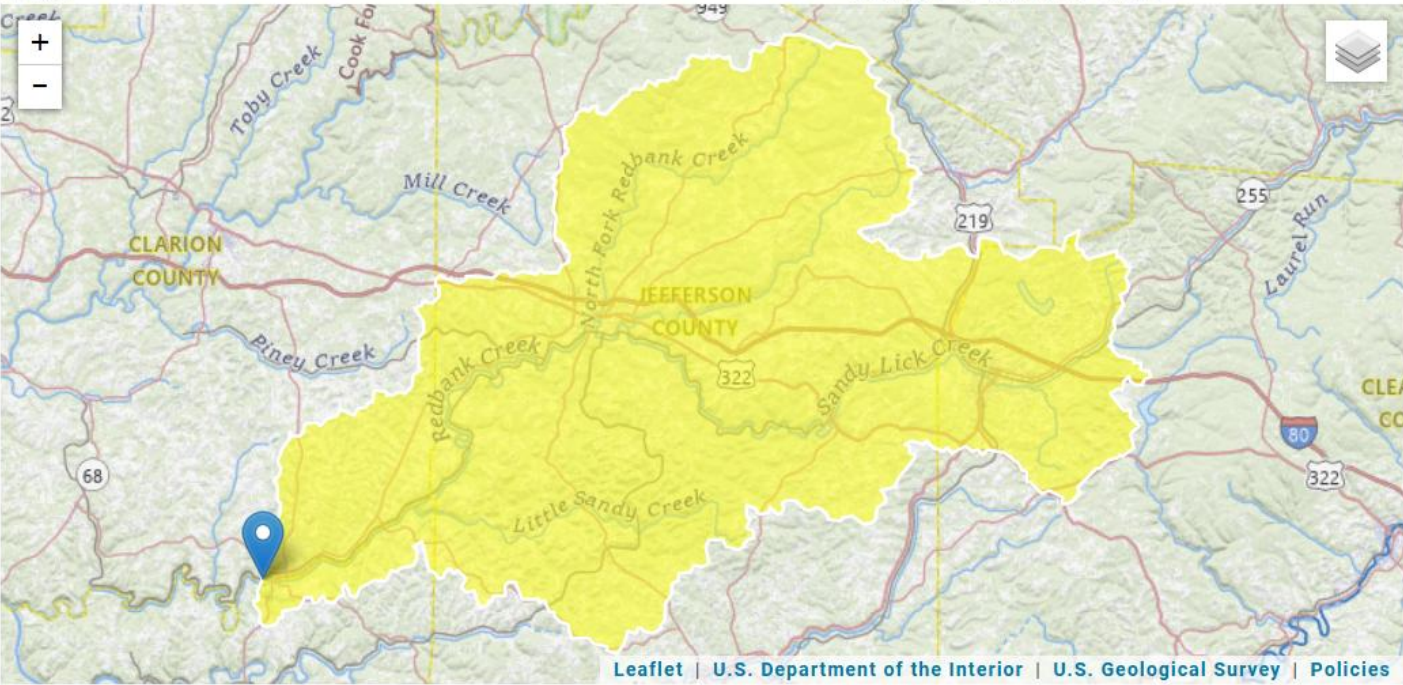 Creek
949
+
−
Toby Creek
Cook Fo
2
Mill Creek
North Fork Redbank Creek
255
219
Laurel Run
CLARION
COUNTY
JEFFERSON
COUNTY
Piney Creek
Redbank Creek
322
Sandy Lick Creek
CLEA
CO
80
68
322
Little Sandy Creek
Leaflet | U.S. Department of the Interior | U.S. Geological Survey | Policies